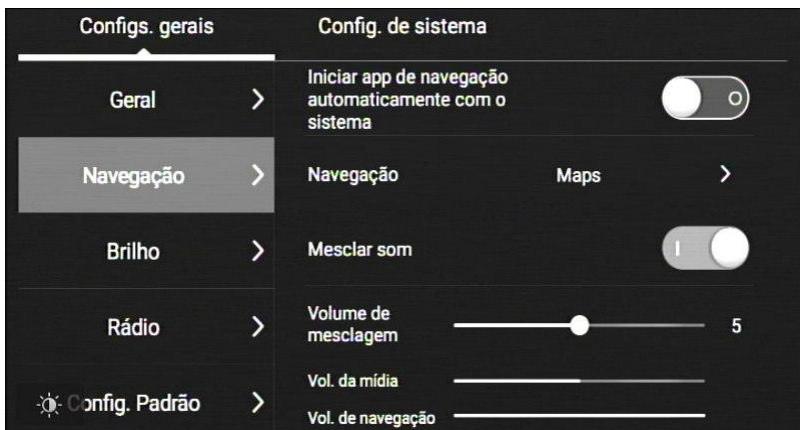 Configs. gerais
Config. de sistema
Geral
Iniciar app de navegação
automaticamente com o
sistema
Navegação
Navegação
Maps
Brilho
Mesclar som
Rádio
Volume de
mesclagem
5
Config. Padrão
Vol. da mídia
Vol. de navegação